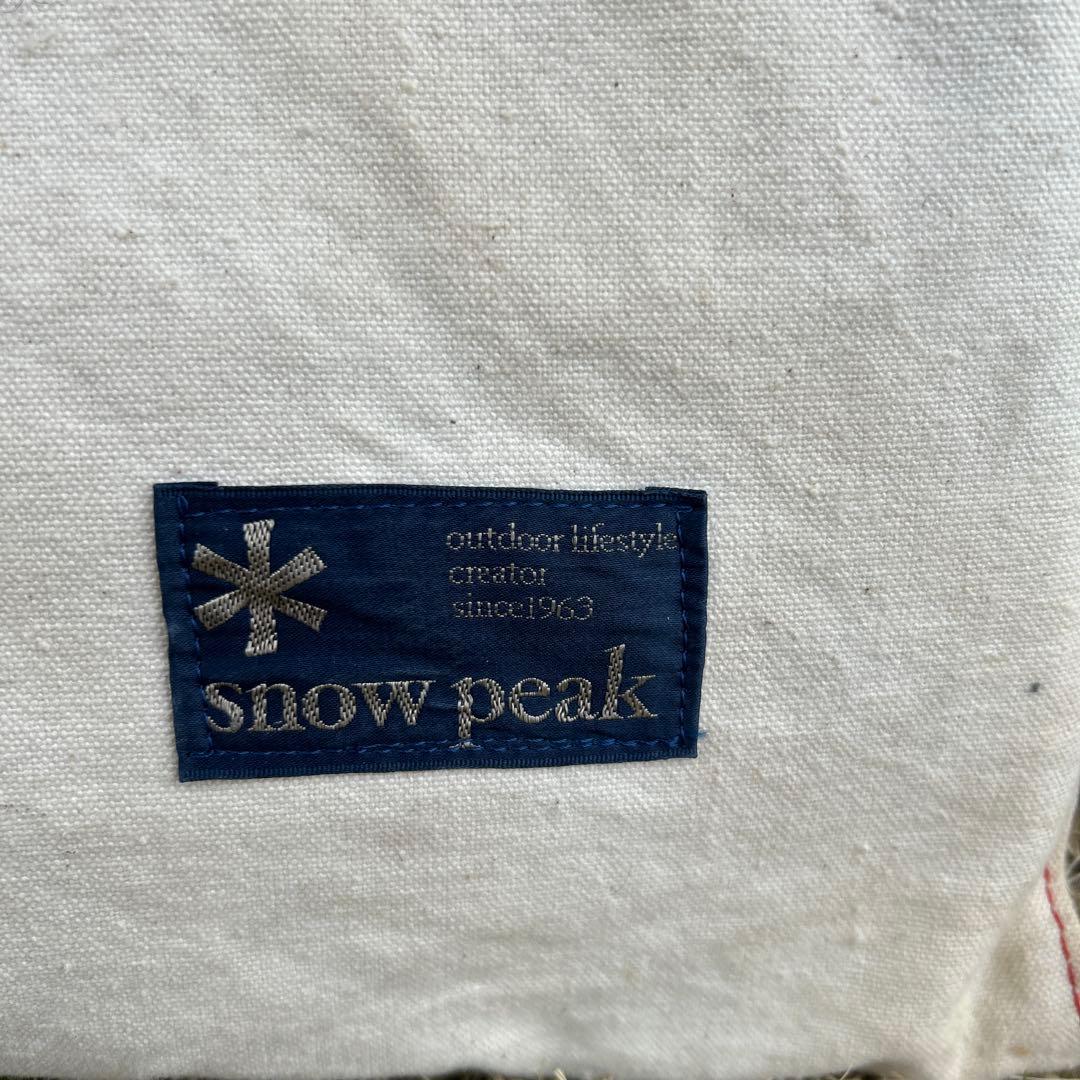 outdoor lifestyle
creator
since1963
snow peak